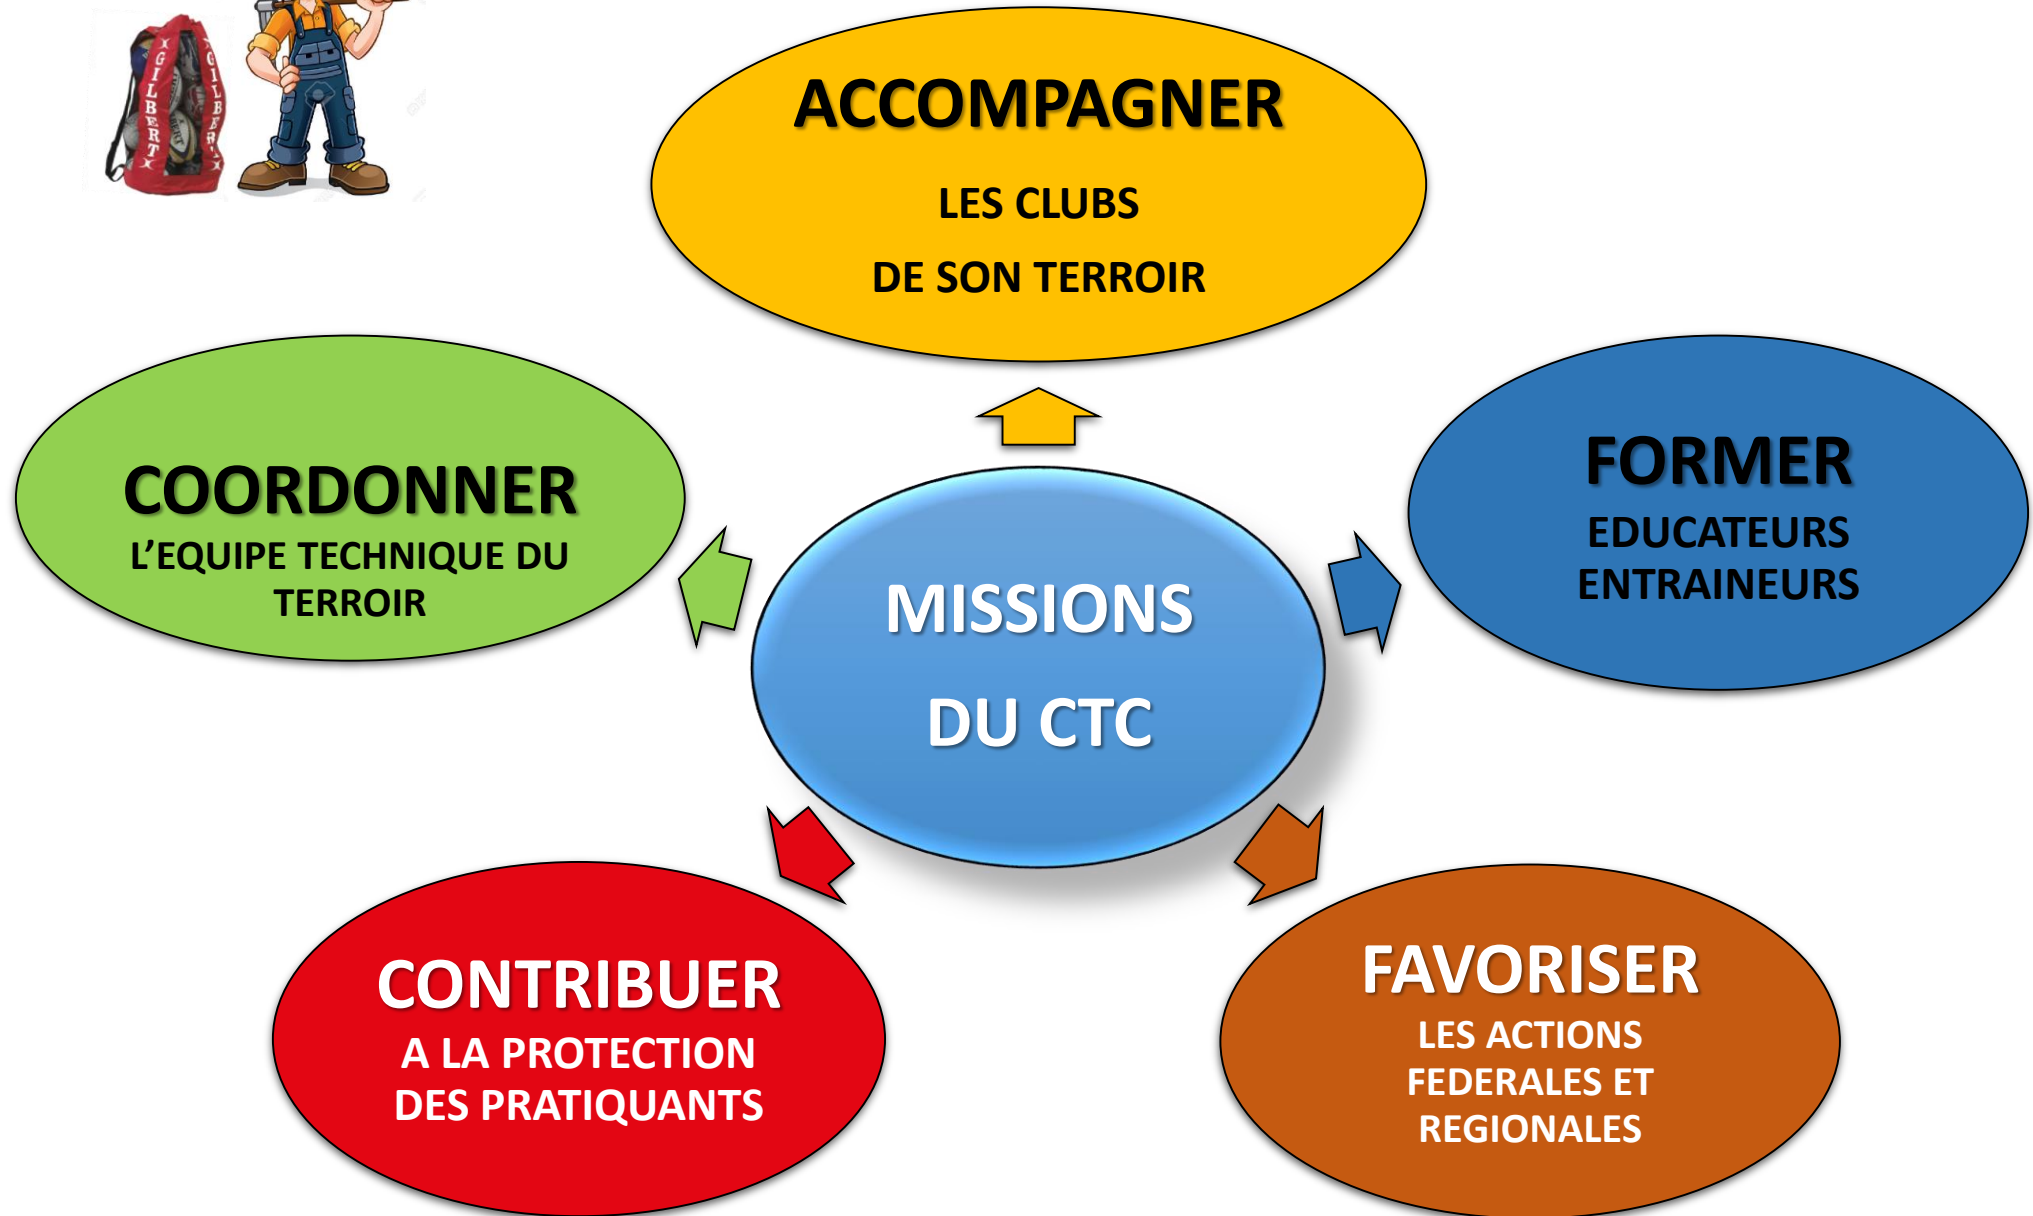 GILBERT
GILBERT
ACCOMPAGNER
LES CLUBS
DE SON TERROIR
COORDONNER
L’EQUIPE TECHNIQUE DU
TERROIR
FORMER
EDUCATEURS
ENTRAINEURS
MISSIONS
DU CTC
CONTRIBUER
A LA PROTECTION
DES PRATIQUANTS
FAVORISER
LES ACTIONS
FEDERALES ET
REGIONALES